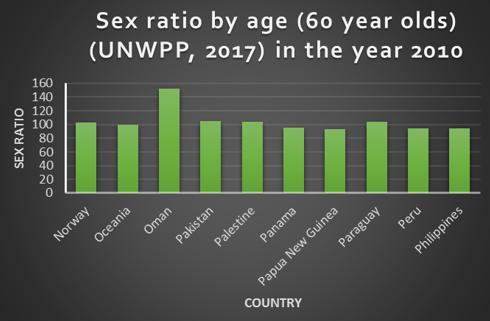 Sex ratio by age (60 year olds)
(UNWPP, 2017) in the year 2010
SEX RATIO
160
140
120
100
80
60
40
20
0
Norway
Oceania
Oman
Pakistan
Palestine
Panama
Papua New Guinea
Paraguay
Peru
Philippines
COUNTRY